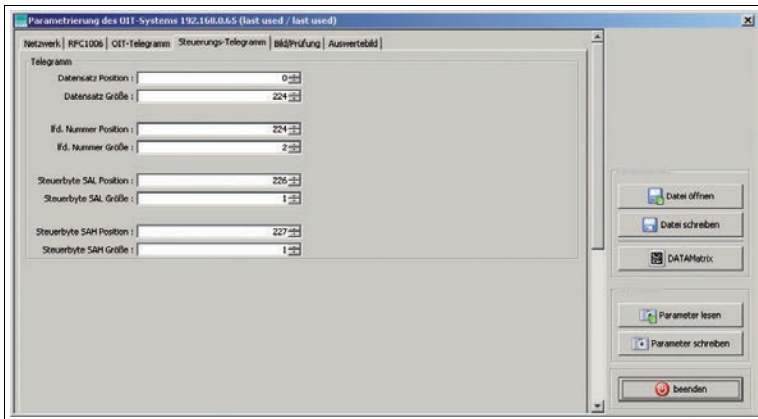 Parametrierung des OIT-Systems 192.168.0.65 (last used / last used)
Netzwerk RFC1006 OIT-Telegramm Steuerungs-Telegramm Bild/Prüfung Auswertebild
Telegramm
Datensatz Position : 0
Datensatz Größe : 224
lfd. Nummer Position : 224
lfd. Nummer Größe : 2
Steuerbyte SAL Position : 226
Steuerbyte SAL Größe : 1
Steuerbyte SAH Position : 227
Steuerbyte SAH Größe : 1
Datei öffnen
Datei schreiben
DATAMatrix
Parameter lesen
Parameter schreiben
beenden